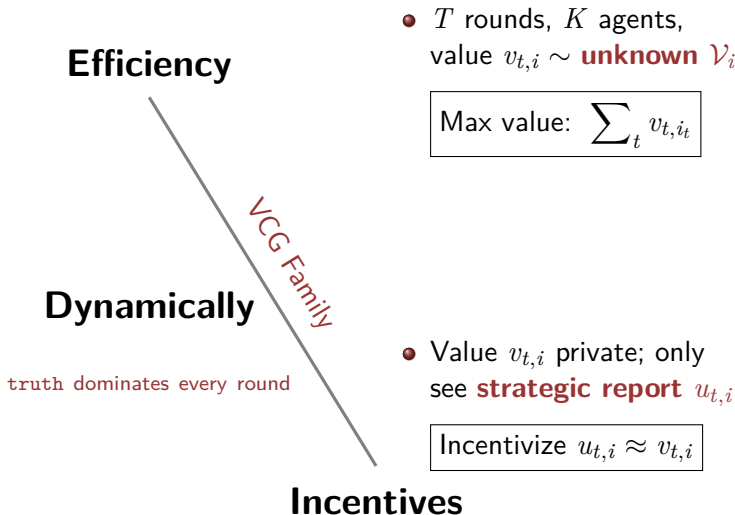 Efficiency
VCG Family
Dynamically
truth dominates every round
Incentives
T rounds, K agents,
value v_{t,i} ∼ unknown 𝒱_i
Max value: ∑_t v_{t,i_t}
Value v_{t,i} private; only
see strategic report u_{t,i}
Incentivize u_{t,i} ≈ v_{t,i}